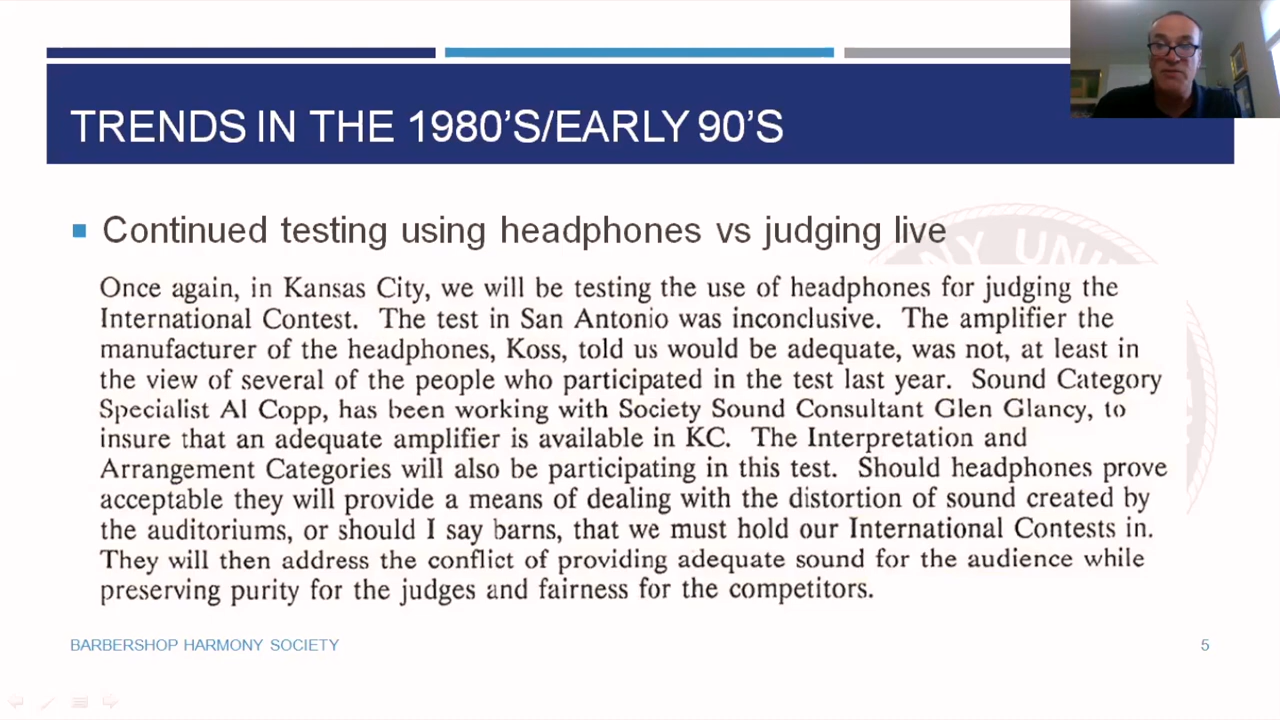 TRENDS IN THE 1980'S/EARLY 90'S
Continued testing using headphones vs judging live
Once again, in Kansas City, we will be testing the use of headphones for judging the
International Contest. The test in San Antonio was inconclusive. The amplifier the
manufacturer of the headphones, Koss, told us would be adequate, was not, at least in
the view of several of the people who participated in the test last year. Sound Category
Specialist Al Copp, has been working with Society Sound Consultant Glen Glancy, to
insure that an adequate amplifier is available in KC. The Interpretation and
Arrangement Categories will also be participating in this test. Should headphones prove
acceptable they will provide a means of dealing with the distortion of sound created by
the auditoriums, or should I say barns, that we must hold our International Contests in.
They will then address the conflict of providing adequate sound for the audience while
preserving purity for the judges and fairness for the competitors.
BARBERSHOP HARMONY SOCIETY
5